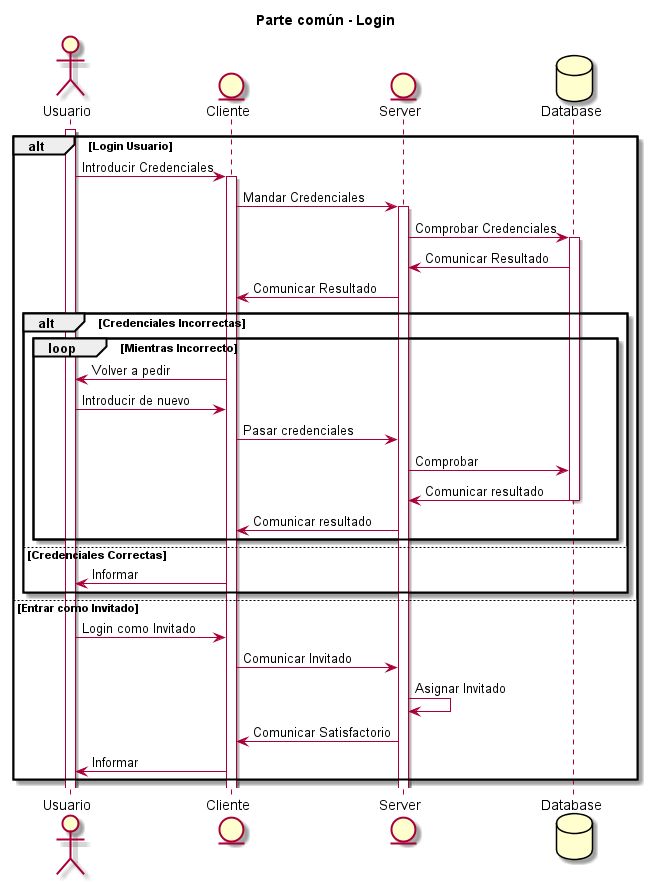 Parte común - Login
Usuario
Cliente
Server
Database
alt
[Login Usuario]
Introducir Credenciales
Mandar Credenciales
Comprobar Credenciales
Comunicar Resultado
Comunicar Resultado
alt
[Credenciales Incorrectas]
loop
[Mientras Incorrecto]
Volver a pedir
Introducir de nuevo
Pasar credenciales
Comprobar
Comunicar resultado
Comunicar resultado
[Credenciales Correctas]
Informar
[Entrar como Invitado]
Login como Invitado
Comunicar Invitado
Asignar Invitado
Comunicar Satisfactorio
Informar
Usuario
Cliente
Server
Database